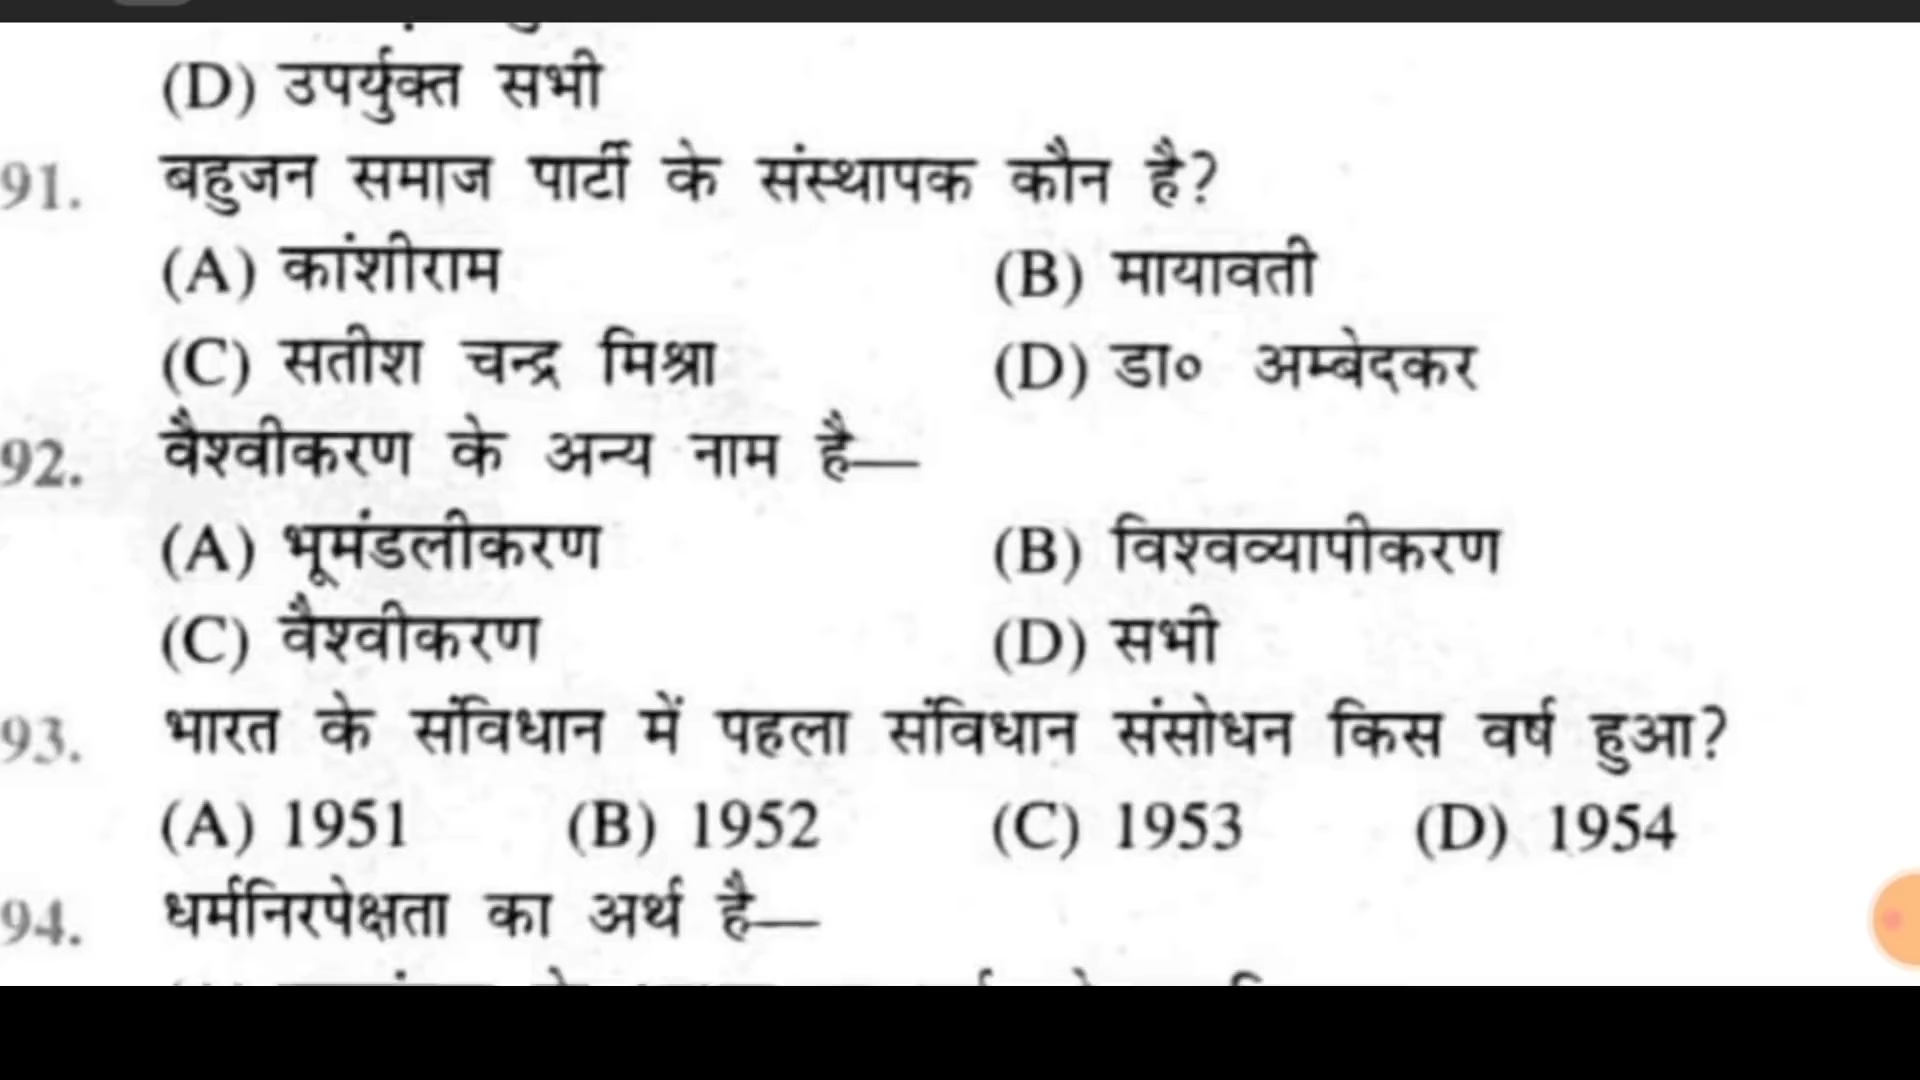 (D) उपर्युक्त सभी
91. बहुजन समाज पार्टी के संस्थापक कौन है?
(A) कांशीराम (B) मायावती
(C) सतीश चन्द्र मिश्रा (D) डा० अम्बेदकर
92. वैश्वीकरण के अन्य नाम है—
(A) भूमंडलीकरण (B) विश्वव्यापीकरण
(C) वैश्वीकरण (D) सभी
93. भारत के संविधान में पहला संविधान संसोधन किस वर्ष हुआ?
(A) 1951 (B) 1952 (C) 1953 (D) 1954
94. धर्मनिरपेक्षता का अर्थ है—